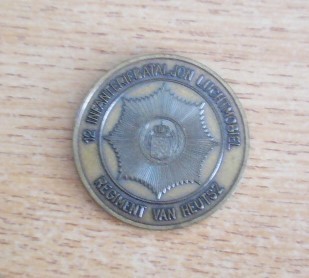 12 INFANTERIEBATALJON LUCHTMOBIEL
REGIMENT VAN HEUTSZ